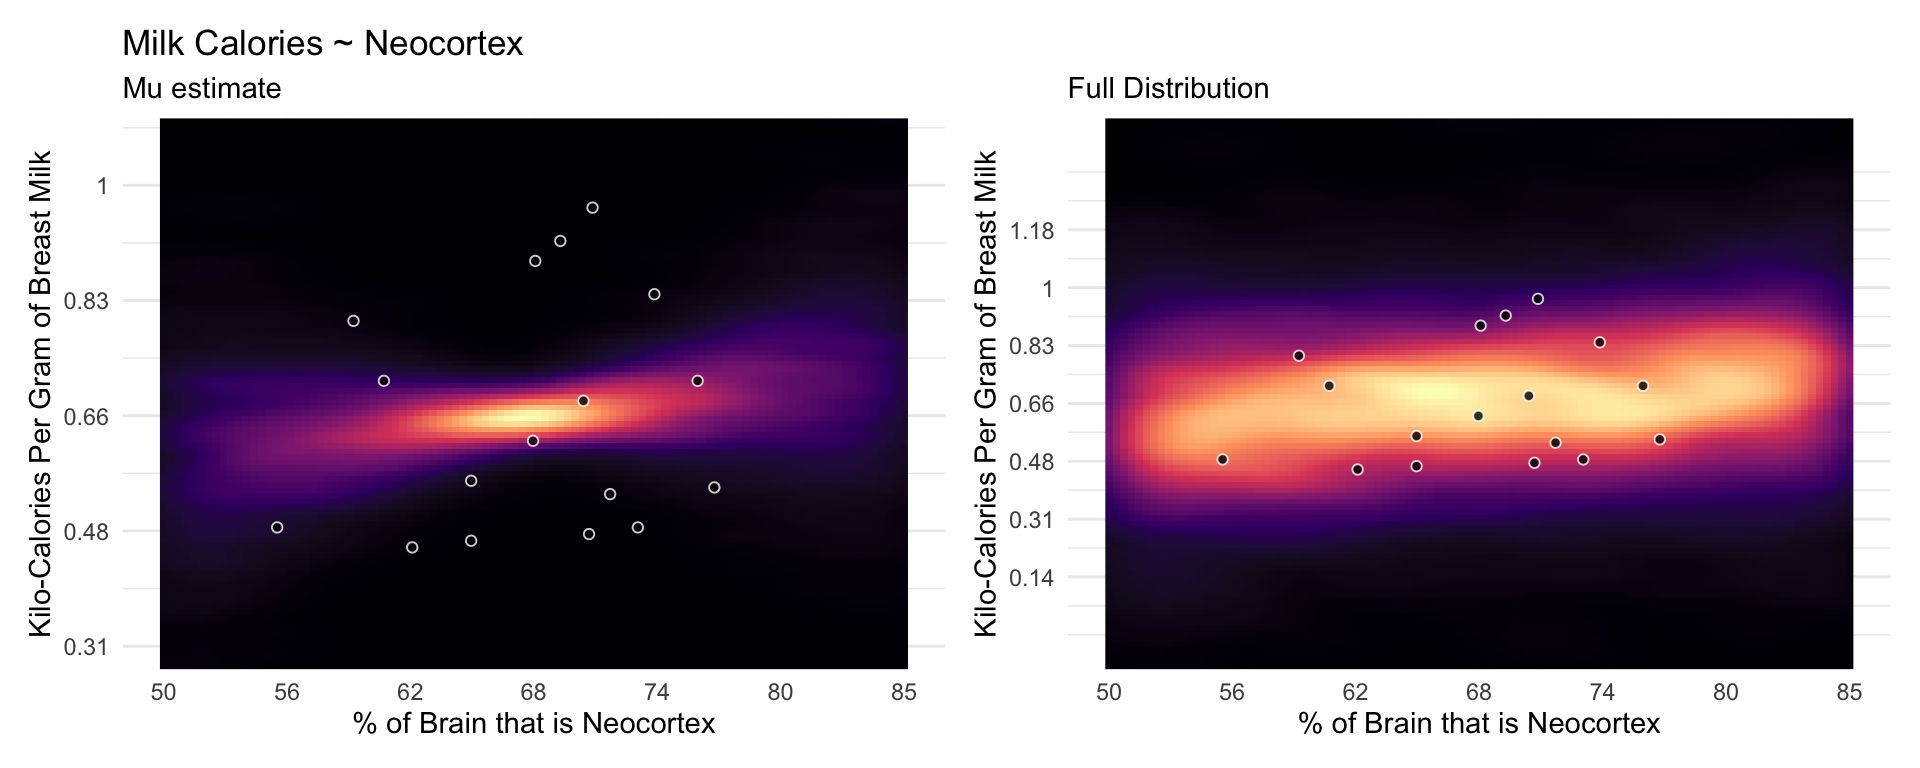 Milk Calories ~ Neocortex
Mu estimate
Kilo-Calories Per Gram of Breast Milk
1
0.83
0.66
0.48
0.31
50 56 62 68 74 80 85
% of Brain that is Neocortex
Full Distribution
Kilo-Calories Per Gram of Breast Milk
1.18
1
0.83
0.66
0.48
0.31
0.14
50 56 62 68 74 80 85
% of Brain that is Neocortex